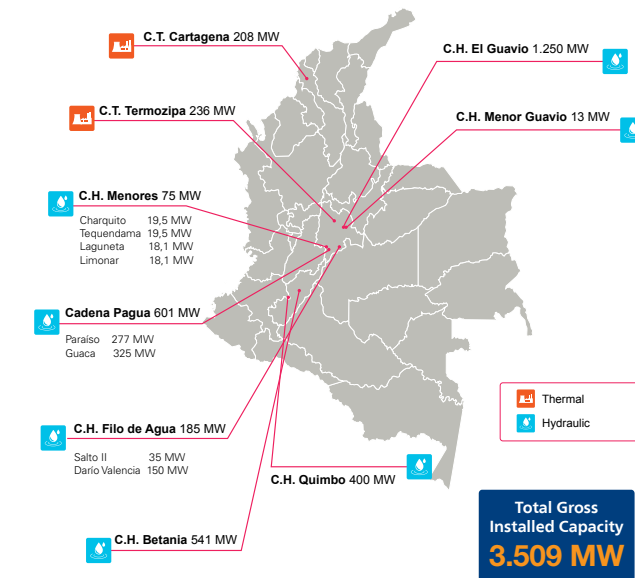 C.T. Cartagena 208 MW
C.H. El Guavio 1.250 MW
C.T. Termozipa 236 MW
C.H. Menor Guavio 13 MW
C.H. Menores 75 MW
Charquito 19,5 MW
Tequendama 19,5 MW
Laguneta 18,1 MW
Limonar 18,1 MW
Cadena Pagua 601 MW
Paraíso 277 MW
Guaca 325 MW
Thermal
Hydraulic
C.H. Filo de Agua 185 MW
Salto II 35 MW
Darío Valencia 150 MW
C.H. Quimbo 400 MW
C.H. Betania 541 MW
Total Gross
Installed Capacity
3.509 MW